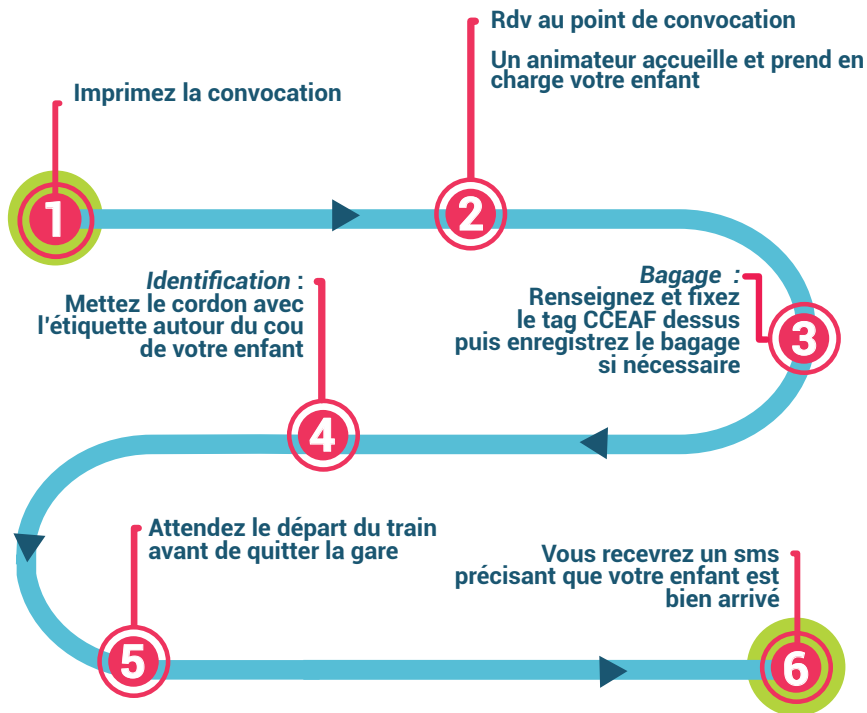 1
Imprimez la convocation
2
Rdv au point de convocation
Un animateur accueille et prend en
charge votre enfant
3
Bagage :
Renseignez et fixez
le tag CCEAF dessus
puis enregistrez le bagage
si nécessaire
4
Identification :
Mettez le cordon avec
l'étiquette autour du cou
de votre enfant
5
Attendez le départ du train
avant de quitter la gare
6
Vous recevrez un sms
précisant que votre enfant est
bien arrivé